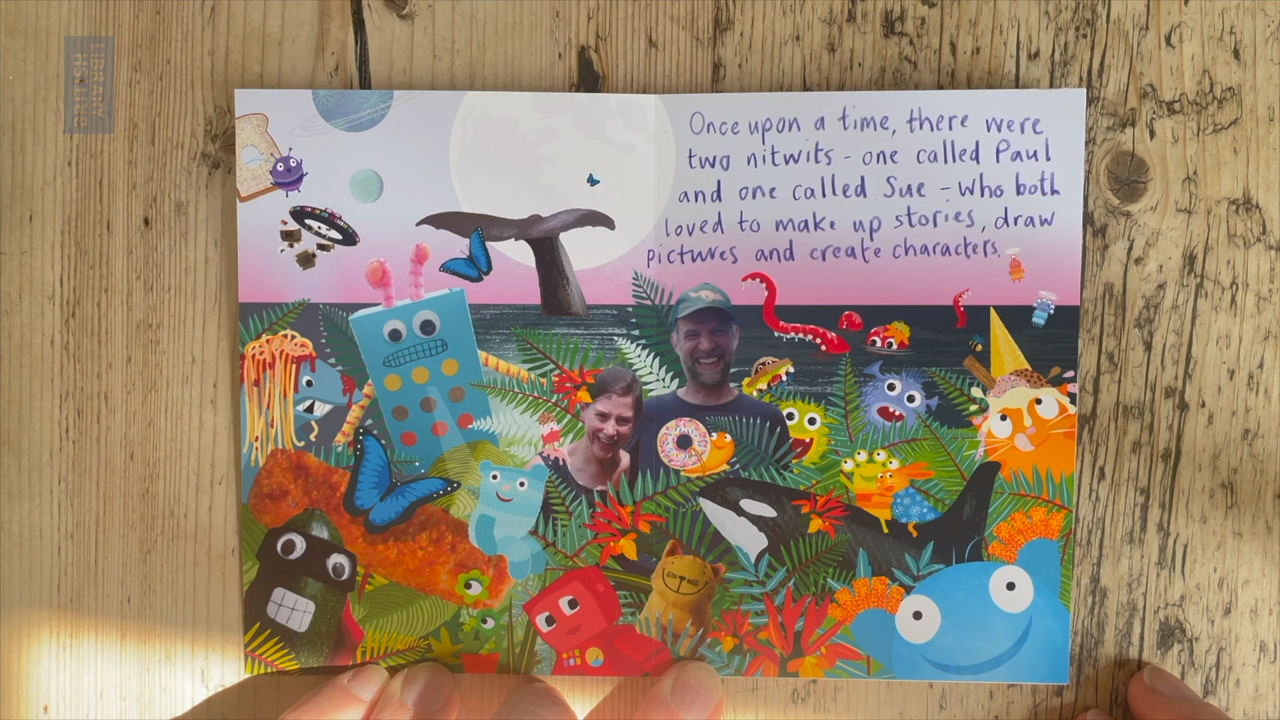 Once upon a time, there were
two nitwits - one called Paul
and one called Sue - who both
loved to make up stories, draw
pictures and create characters.
LIBRARY